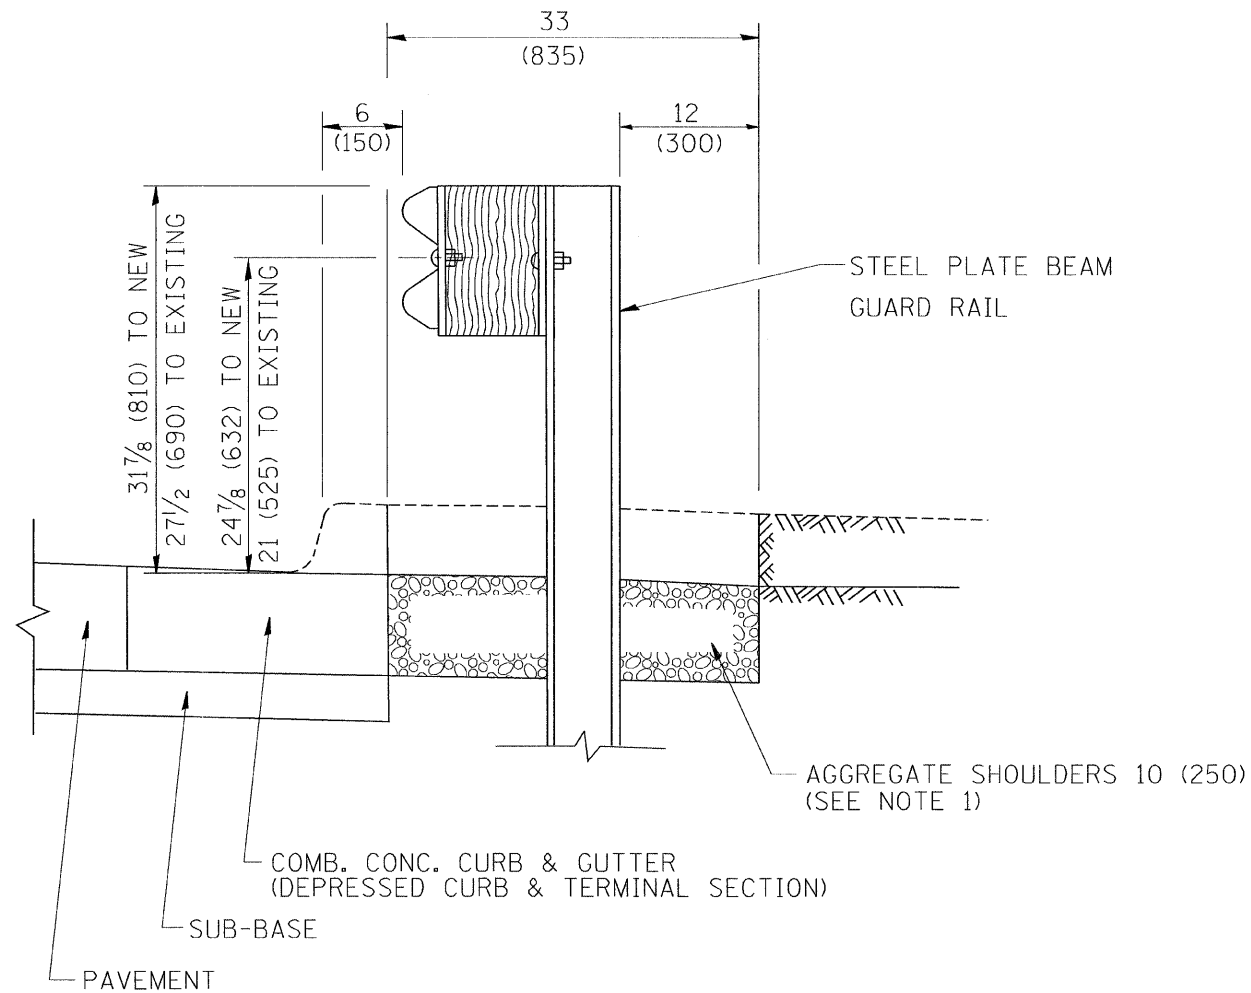 33
(835)
6
(150)
12
(300)
31⅞ (810) TO NEW
27½ (690) TO EXISTING
24⅞ (632) TO NEW
21 (525) TO EXISTING
STEEL PLATE BEAM
GUARD RAIL
AGGREGATE SHOULDERS 10 (250)
(SEE NOTE 1)
COMB. CONC. CURB & GUTTER
(DEPRESSED CURB & TERMINAL SECTION)
SUB-BASE
PAVEMENT